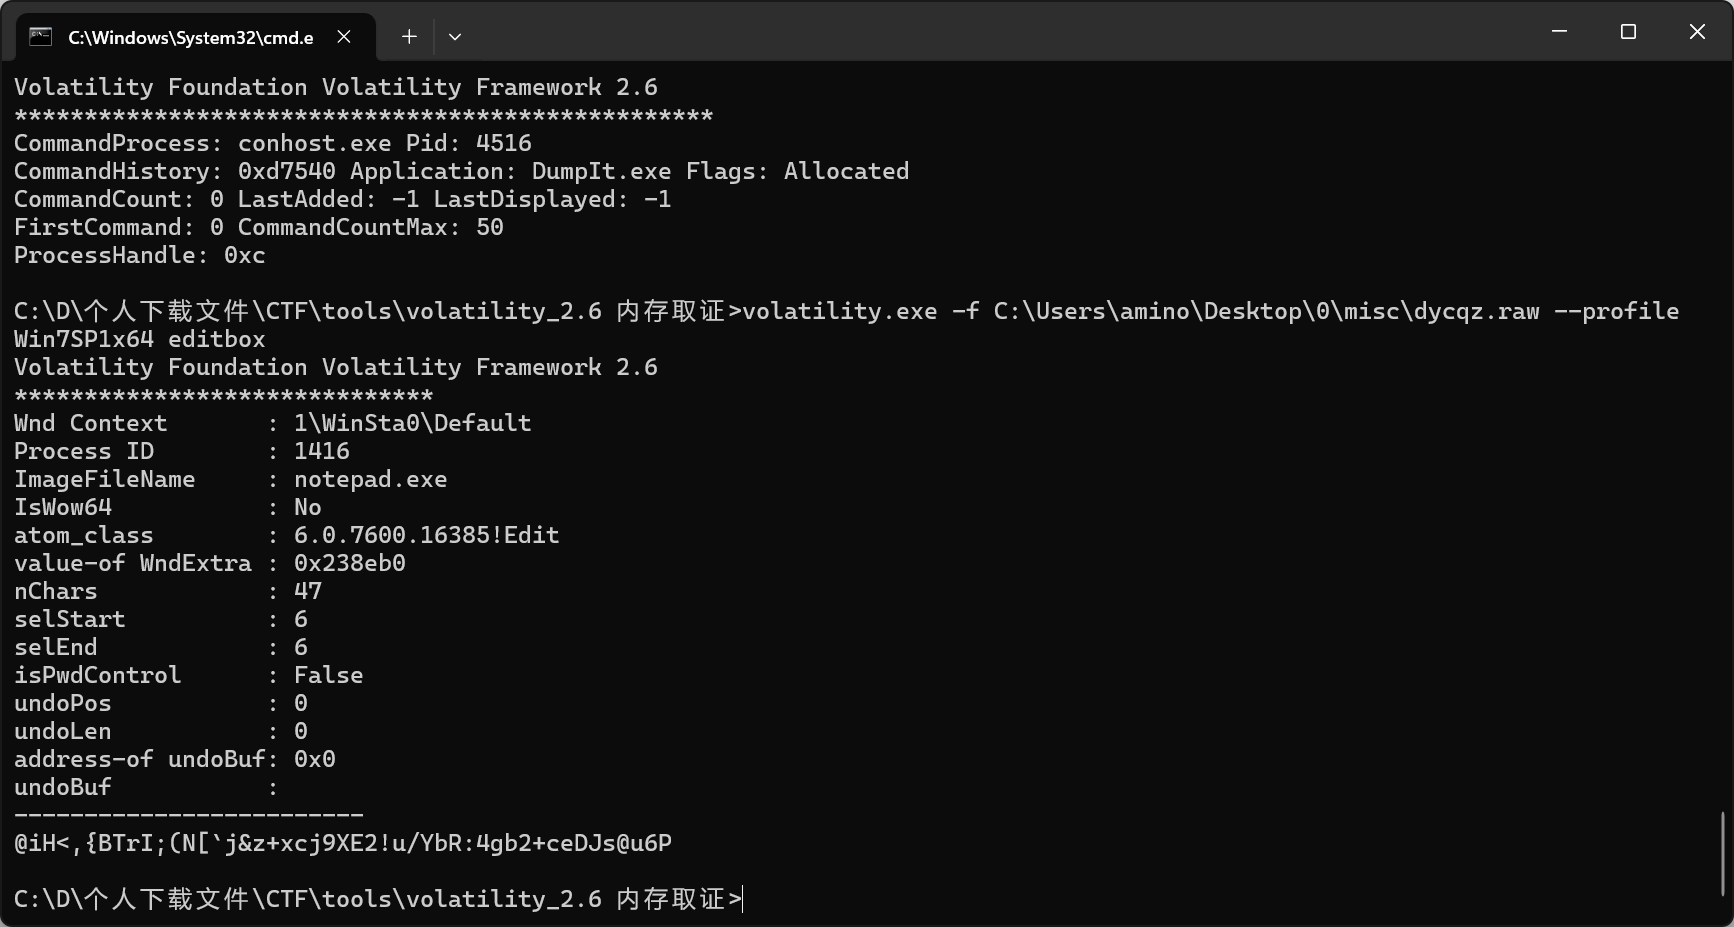 C:\Windows\System32\cmd.e
Volatility Foundation Volatility Framework 2.6
**************************************************
CommandProcess: conhost.exe Pid: 4516
CommandHistory: 0xd7540 Application: DumpIt.exe Flags: Allocated
CommandCount: 0 LastAdded: -1 LastDisplayed: -1
FirstCommand: 0 CommandCountMax: 50
ProcessHandle: 0xc
C:\D\个人下载文件\CTF\tools\volatility_2.6 内存取证>volatility.exe -f C:\Users\amino\Desktop\0\misc\dycqz.raw --profile
Win7SP1x64 editbox
Volatility Foundation Volatility Framework 2.6
******************************
Wnd Context       : 1\WinSta0\Default
Process ID        : 1416
ImageFileName     : notepad.exe
IsWow64           : No
atom_class        : 6.0.7600.16385!Edit
value-of WndExtra : 0x238eb0
nChars            : 47
selStart          : 6
selEnd            : 6
isPwdControl      : False
undoPos           : 0
undoLen           : 0
address-of undoBuf: 0x0
undoBuf           :
-------------------------
@iH<,{BTrI;(N[`j&z+xcj9XE2!u/YbR:4gb2+ceDJs@u6P
C:\D\个人下载文件\CTF\tools\volatility_2.6 内存取证>